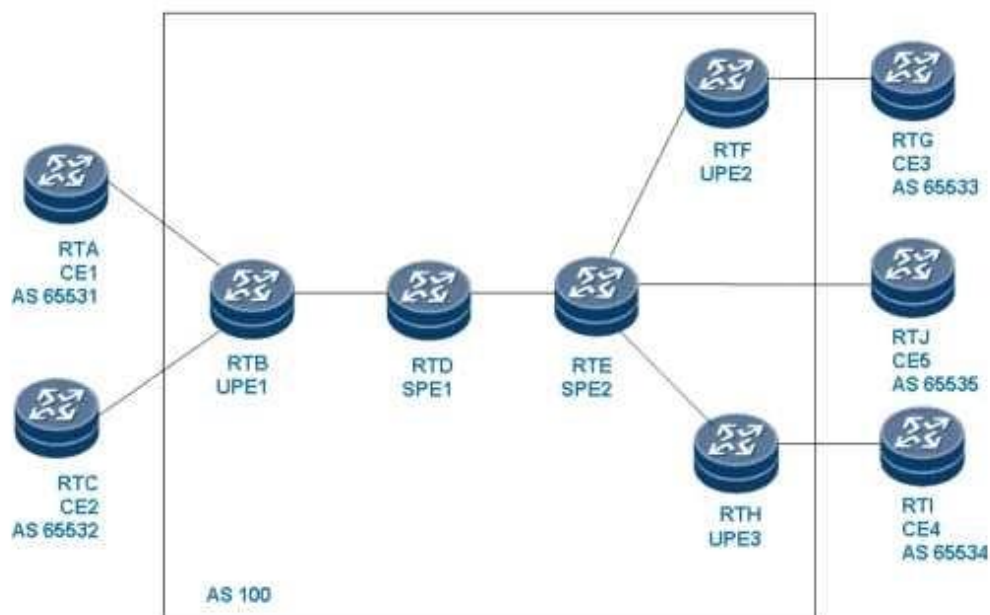 RTF
UPE2
RTG
CE3
AS 65533
RTA
CE1
AS 65531
RTB
UPE1
RTD
SPE1
RTE
SPE2
RTJ
CE5
AS 65535
RTC
CE2
AS 65532
RTH
UPE3
RTI
CE4
AS 65534
AS 100